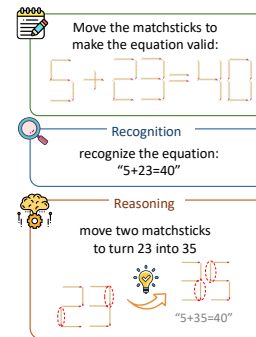 Move the matchsticks to
make the equation valid:
5+23=40
Recognition
recognize the equation:
"5+23=40"
Reasoning
move two matchsticks
to turn 23 into 35
23
35
"5+35=40"